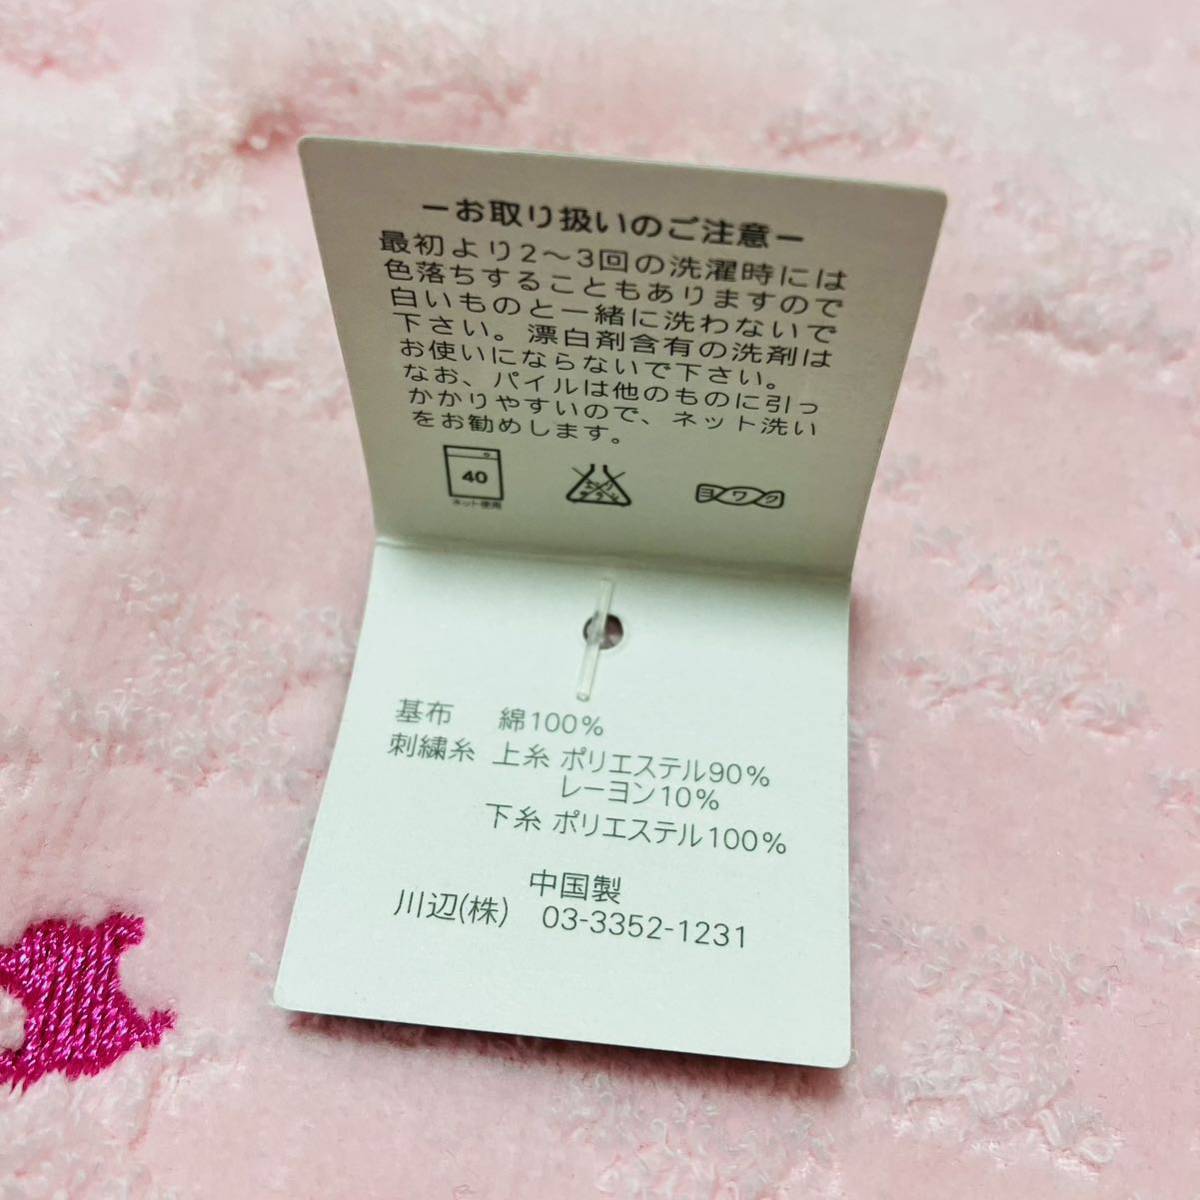 ーお取り扱いのご注意ー
最初より2〜3回の洗濯時には
色落ちすることもありますので
白いものと一緒に洗わないで
下さい。漂白剤含有の洗剤は
お使いにならないで下さい。
なお、パイルは他のものに引っ
かかりやすいので、ネット洗い
をお勧めします。
40
ネット使用
エンソ
サラシ
ヨワク
基布 綿100%
刺繍糸 上糸 ポリエステル90%
レーヨン10%
下糸 ポリエステル100%
中国製
川辺(株) 03-3352-1231